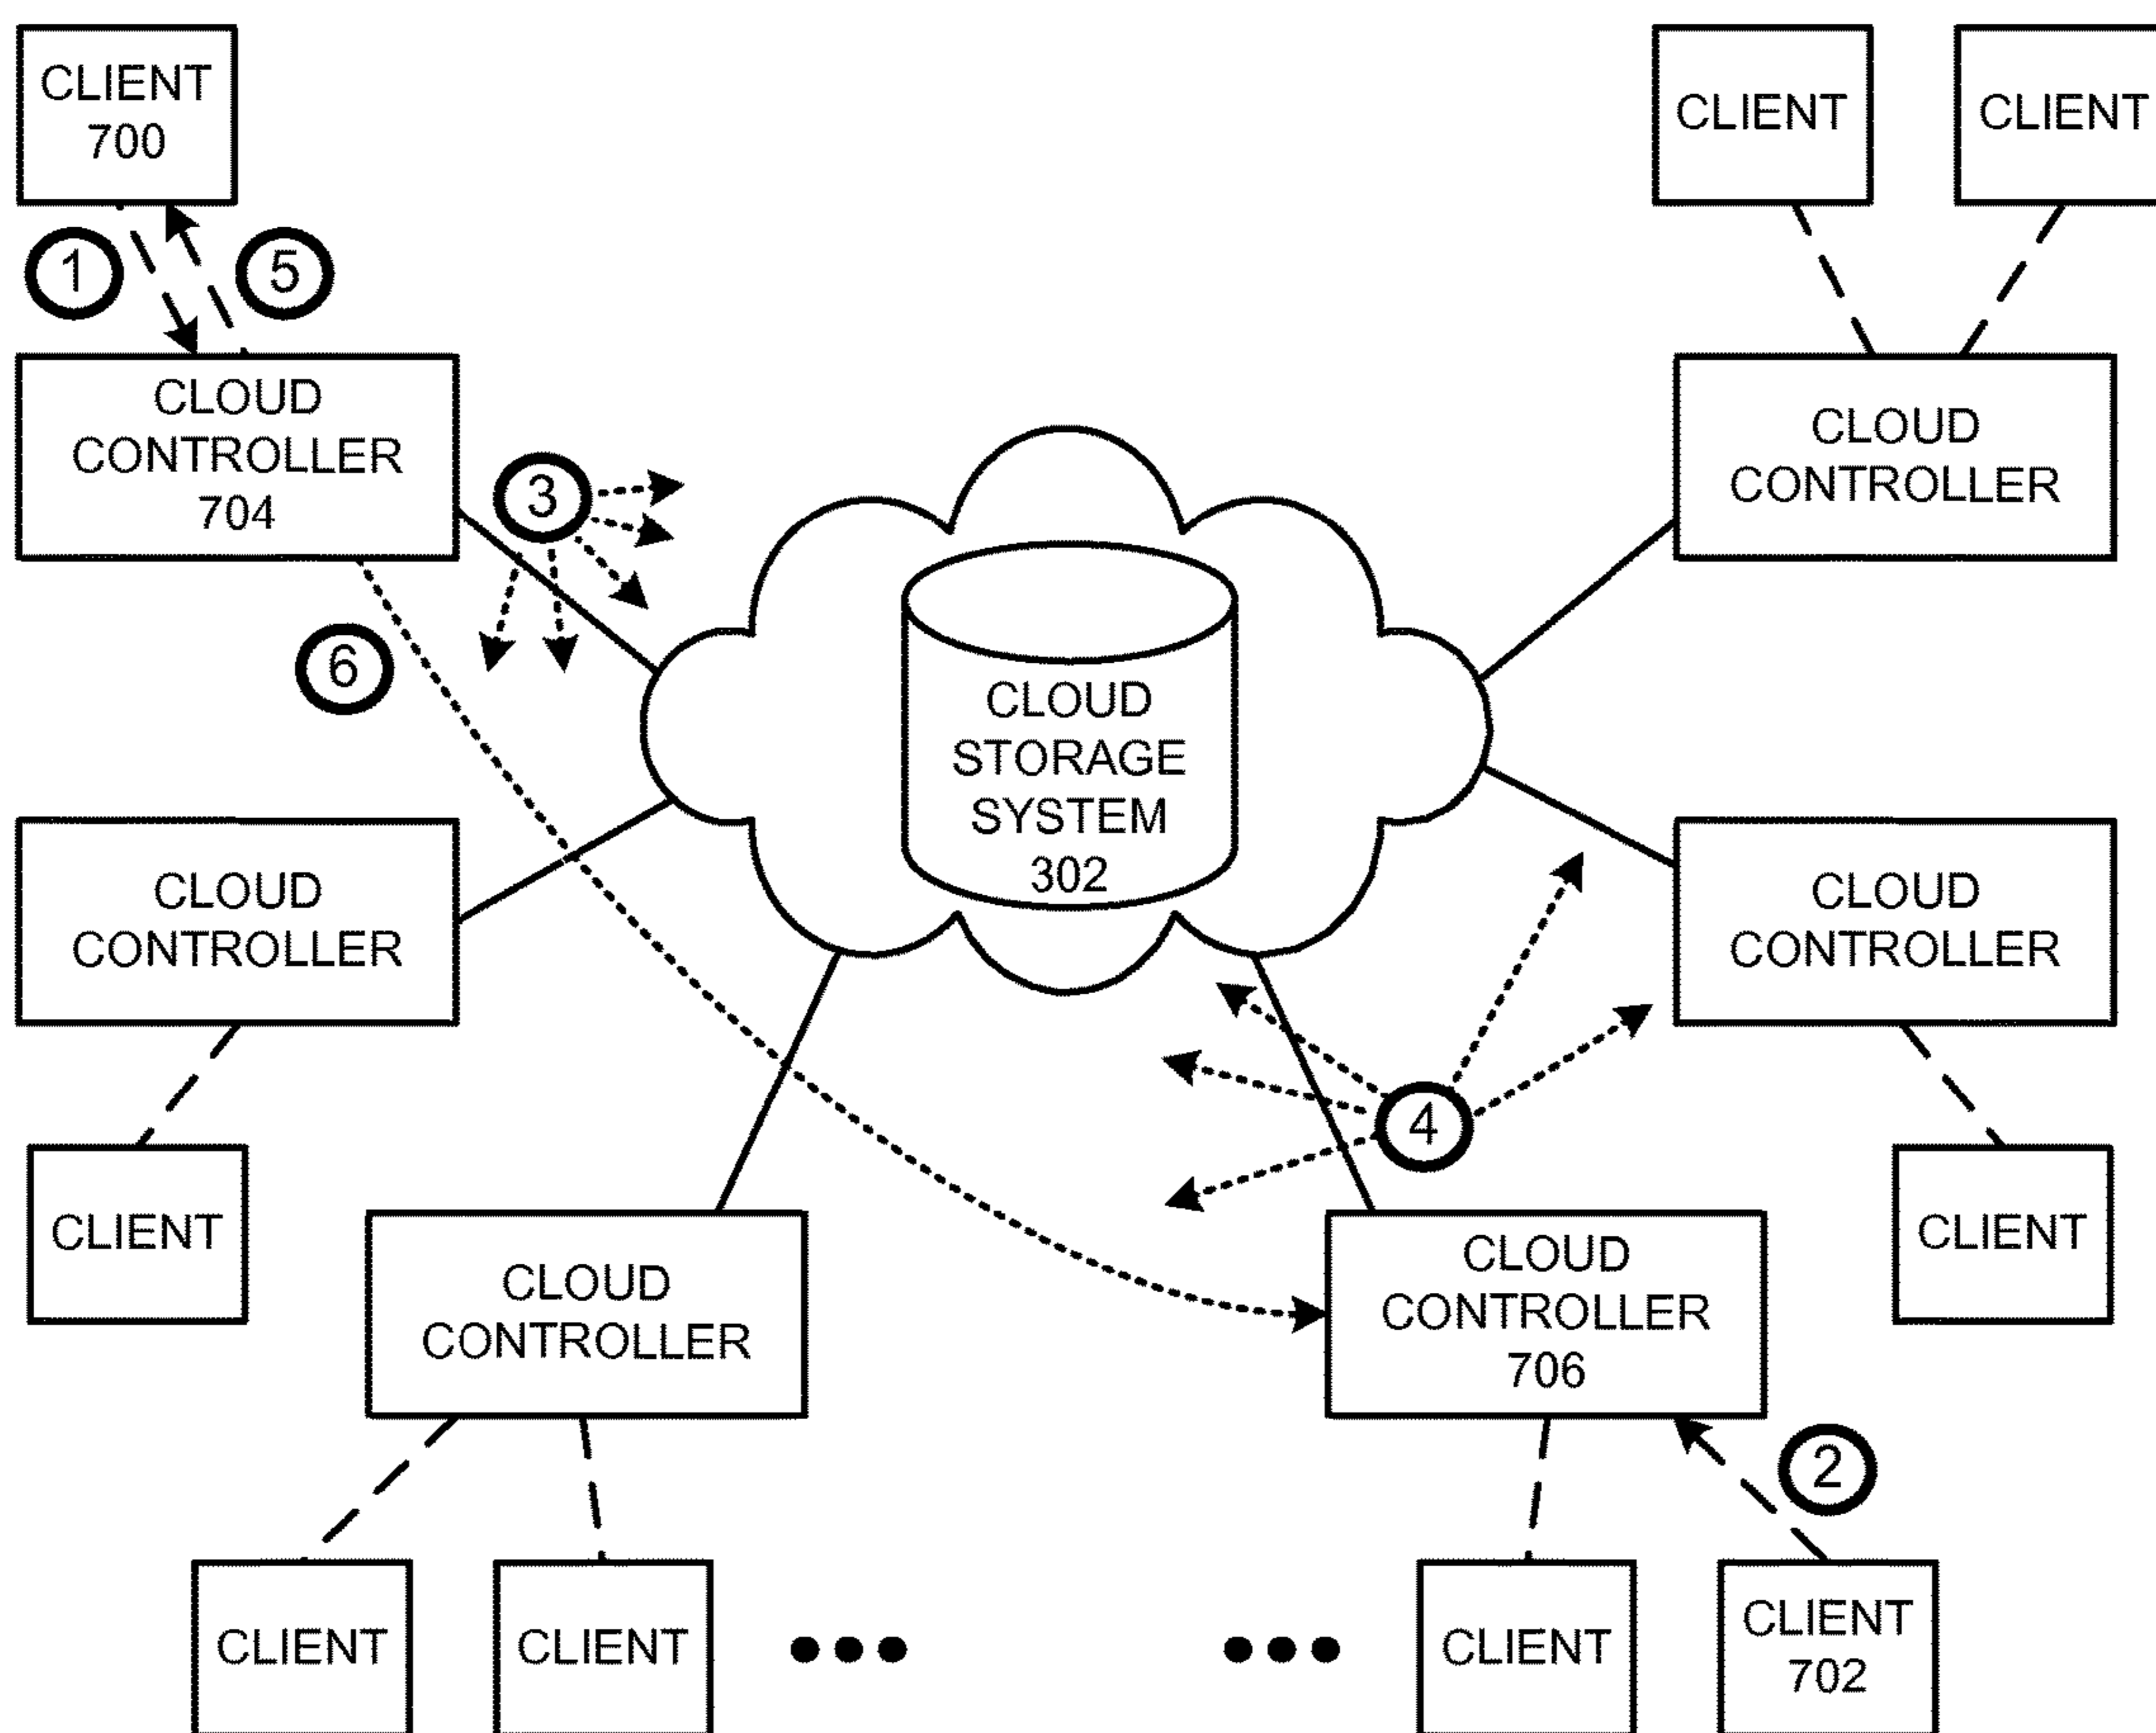 CLIENT
700
CLIENT
CLIENT
1
5
CLOUD
CONTROLLER
704
CLOUD
CONTROLLER
3
6
CLOUD
STORAGE
SYSTEM
302
CLOUD
CONTROLLER
CLOUD
CONTROLLER
4
CLIENT
CLIENT
CLOUD
CONTROLLER
CLOUD
CONTROLLER
706
2
CLIENT
CLIENT
CLIENT
CLIENT
702